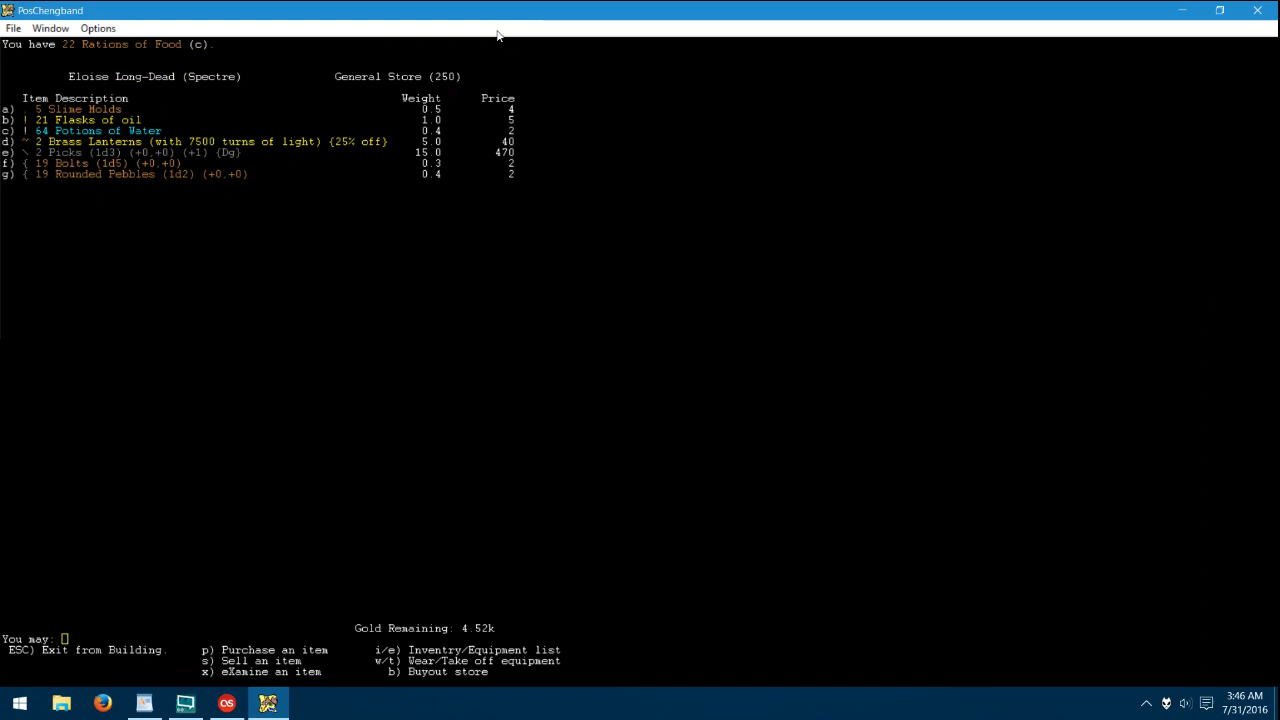 PosChengband
File Window Options
You have 22 Rations of Food (c).
Eloise Long-Dead (Spectre) General Store (250)
Item Description Weight Price
a) , 5 Slime Molds 0.5 4
b) ! 21 Flasks of oil 1.0 5
c) ! 64 Potions of Water 0.4 2
d) ~ 2 Brass Lanterns (with 7500 turns of light) {25% off} 5.0 40
e) \ 2 Picks (1d3) (+0,+0) (+1) {Dg} 15.0 470
f) { 19 Bolts (1d5) (+0,+0) 0.3 2
g) { 19 Rounded Pebbles (1d2) (+0,+0) 0.4 2
Gold Remaining: 4.52k
You may:
ESC) Exit from Building. p) Purchase an item i/e) Inventry/Equipment list
s) Sell an item w/t) Wear/Take off equipment
x) eXamine an item b) Buyout store
3:46 AM
7/31/2016